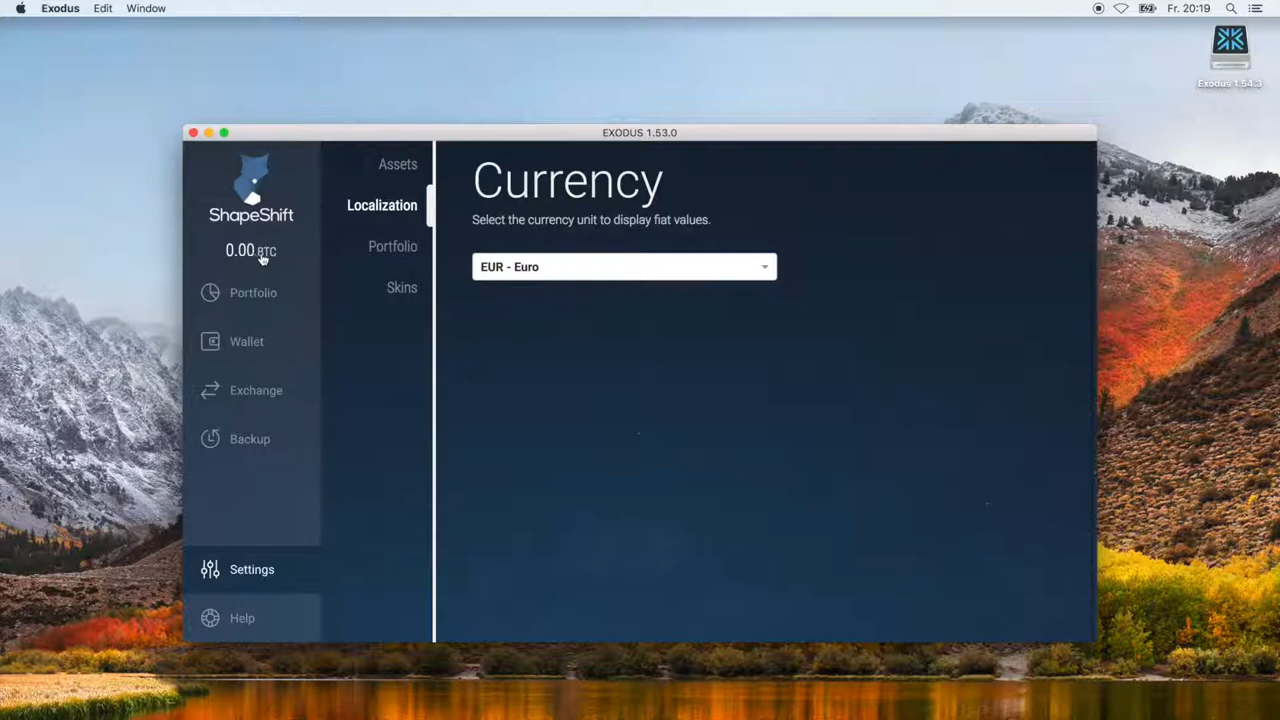 Exodus Edit Window Fr. 20:19
Exodus 1.54.3
EXODUS 1.53.0
ShapeShift
0.00 BTC
Portfolio
Wallet
Exchange
Backup
Settings
Help
Assets
Localization
Portfolio
Skins
Currency
Select the currency unit to display fiat values.
EUR - Euro